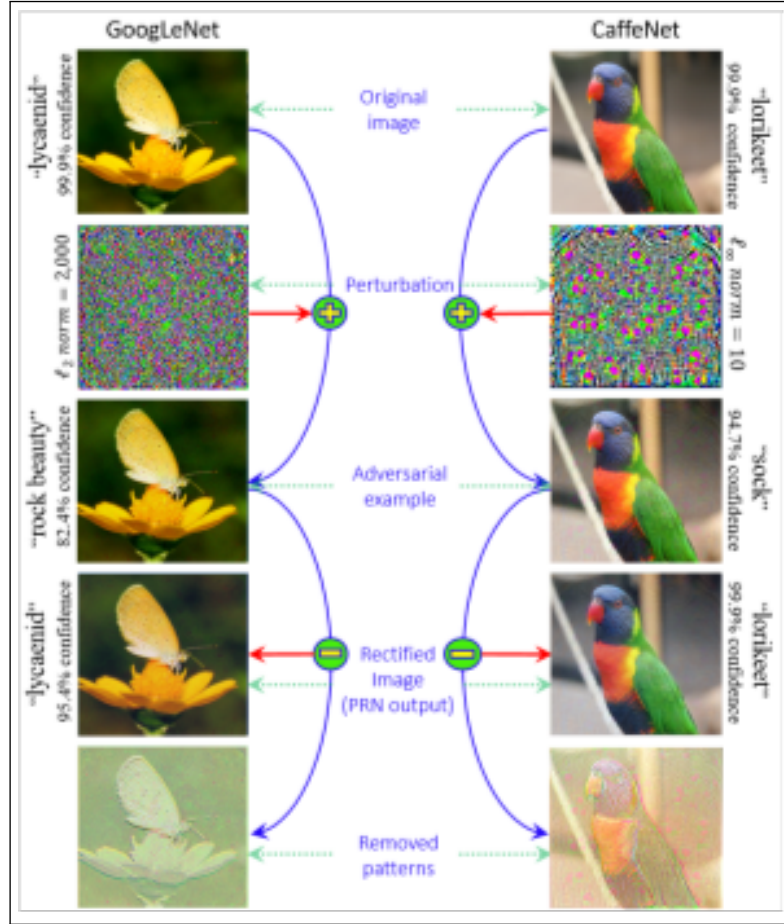 GoogLeNet
CaffeNet
"lycaenid"
99.9% confidence
Original
image
"lorikeet"
99.9% confidence
ℓ₂ norm = 2,000
Perturbation
ℓ∞ norm = 10
"rock beauty"
82.4% confidence
Adversarial
example
"sock"
94.7% confidence
"lycaenid"
95.4% confidence
Rectified
Image
(PRN output)
"lorikeet"
99.9% confidence
Removed
patterns